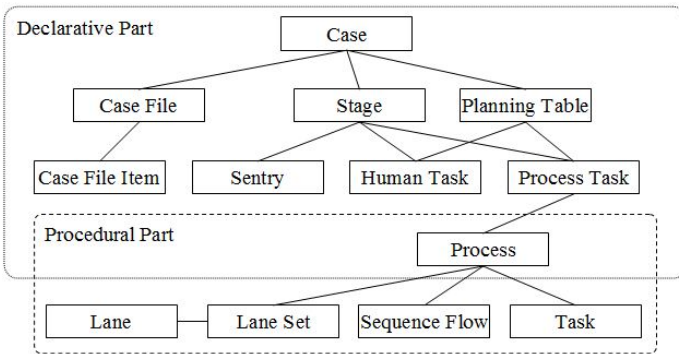 Declarative Part
Case
Case File
Stage
Planning Table
Case File Item
Sentry
Human Task
Process Task
Procedural Part
Process
Lane
Lane Set
Sequence Flow
Task